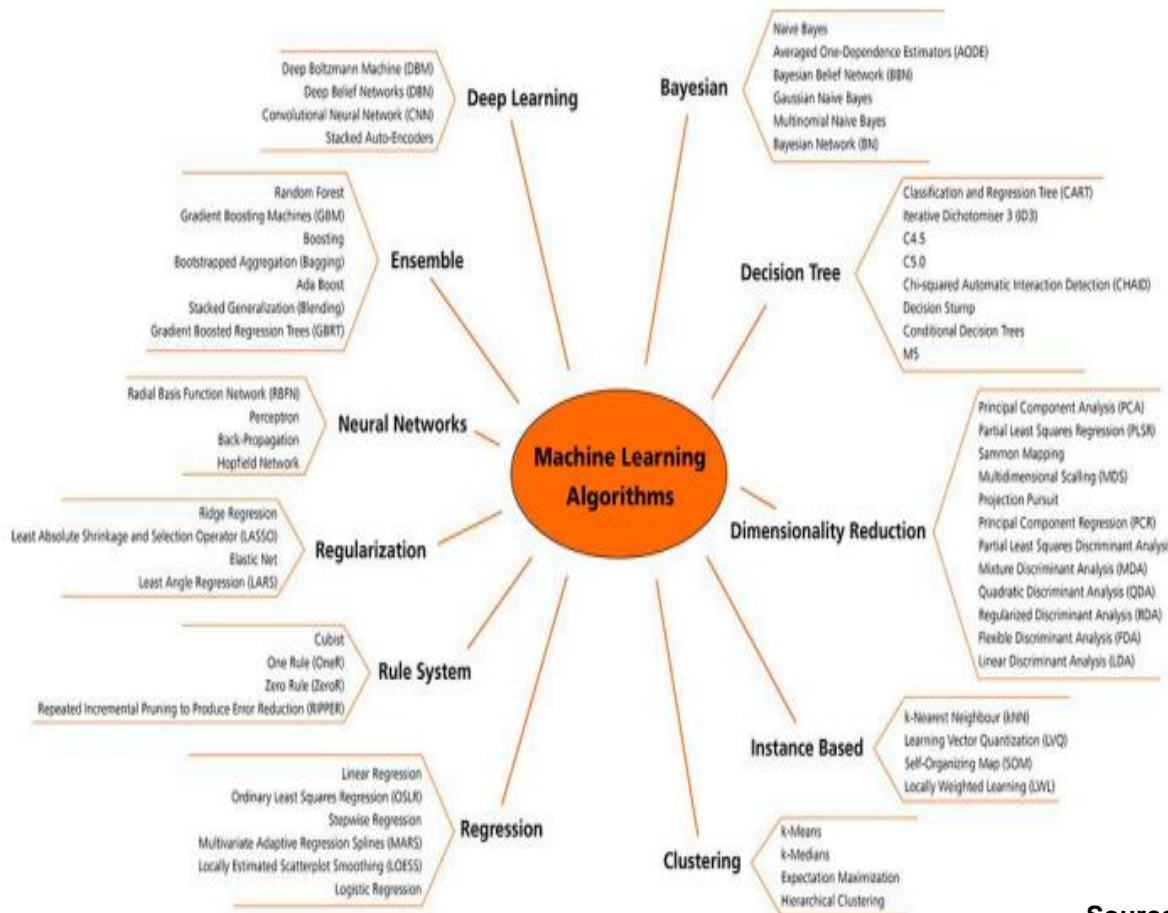 Deep Boltzmann Machine (DBM)
Deep Belief Networks (DBN)
Convolutional Neural Network (CNN)
Stacked Auto-Encoders
Deep Learning
Random Forest
Gradient Boosting Machines (GBM)
Boosting
Bootstrapped Aggregation (Bagging)
Ada Boost
Stacked Generalization (Blending)
Gradient Boosted Regression Trees (GBRT)
Ensemble
Radial Basis Function Network (RBFN)
Perceptron
Back-Propagation
Hopfield Network
Neural Networks
Ridge Regression
Least Absolute Shrinkage and Selection Operator (LASSO)
Elastic Net
Least Angle Regression (LARS)
Regularization
Cubist
One Rule (OneR)
Zero Rule (ZeroR)
Repeated Incremental Pruning to Produce Error Reduction (RIPPER)
Rule System
Linear Regression
Ordinary Least Squares Regression (OSLR)
Stepwise Regression
Multivariate Adaptive Regression Splines (MARS)
Locally Estimated Scatterplot Smoothing (LOESS)
Logistic Regression
Regression
Machine Learning
Algorithms
Bayesian
Naive Bayes
Averaged One-Dependence Estimators (AODE)
Bayesian Belief Network (BBN)
Gaussian Naive Bayes
Multinomial Naive Bayes
Bayesian Network (BN)
Decision Tree
Classification and Regression Tree (CART)
Iterative Dichotomiser 3 (ID3)
C4.5
C5.0
Chi-squared Automatic Interaction Detection (CHAID)
Decision Stump
Conditional Decision Trees
M5
Dimensionality Reduction
Principal Component Analysis (PCA)
Partial Least Squares Regression (PLSR)
Sammon Mapping
Multidimensional Scalling (MDS)
Projection Pursuit
Principal Component Regression (PCR)
Partial Least Squares Discriminant Analysis
Mixture Discriminant Analysis (MDA)
Quadratic Discriminant Analysis (QDA)
Regularized Discriminant Analysis (RDA)
Flexible Discriminant Analysis (FDA)
Linear Discriminant Analysis (LDA)
Instance Based
k-Nearest Neighbour (kNN)
Learning Vector Quantization (LVQ)
Self-Organizing Map (SOM)
Locally Weighted Learning (LWL)
Clustering
k-Means
k-Medians
Expectation Maximization
Hierarchical Clustering